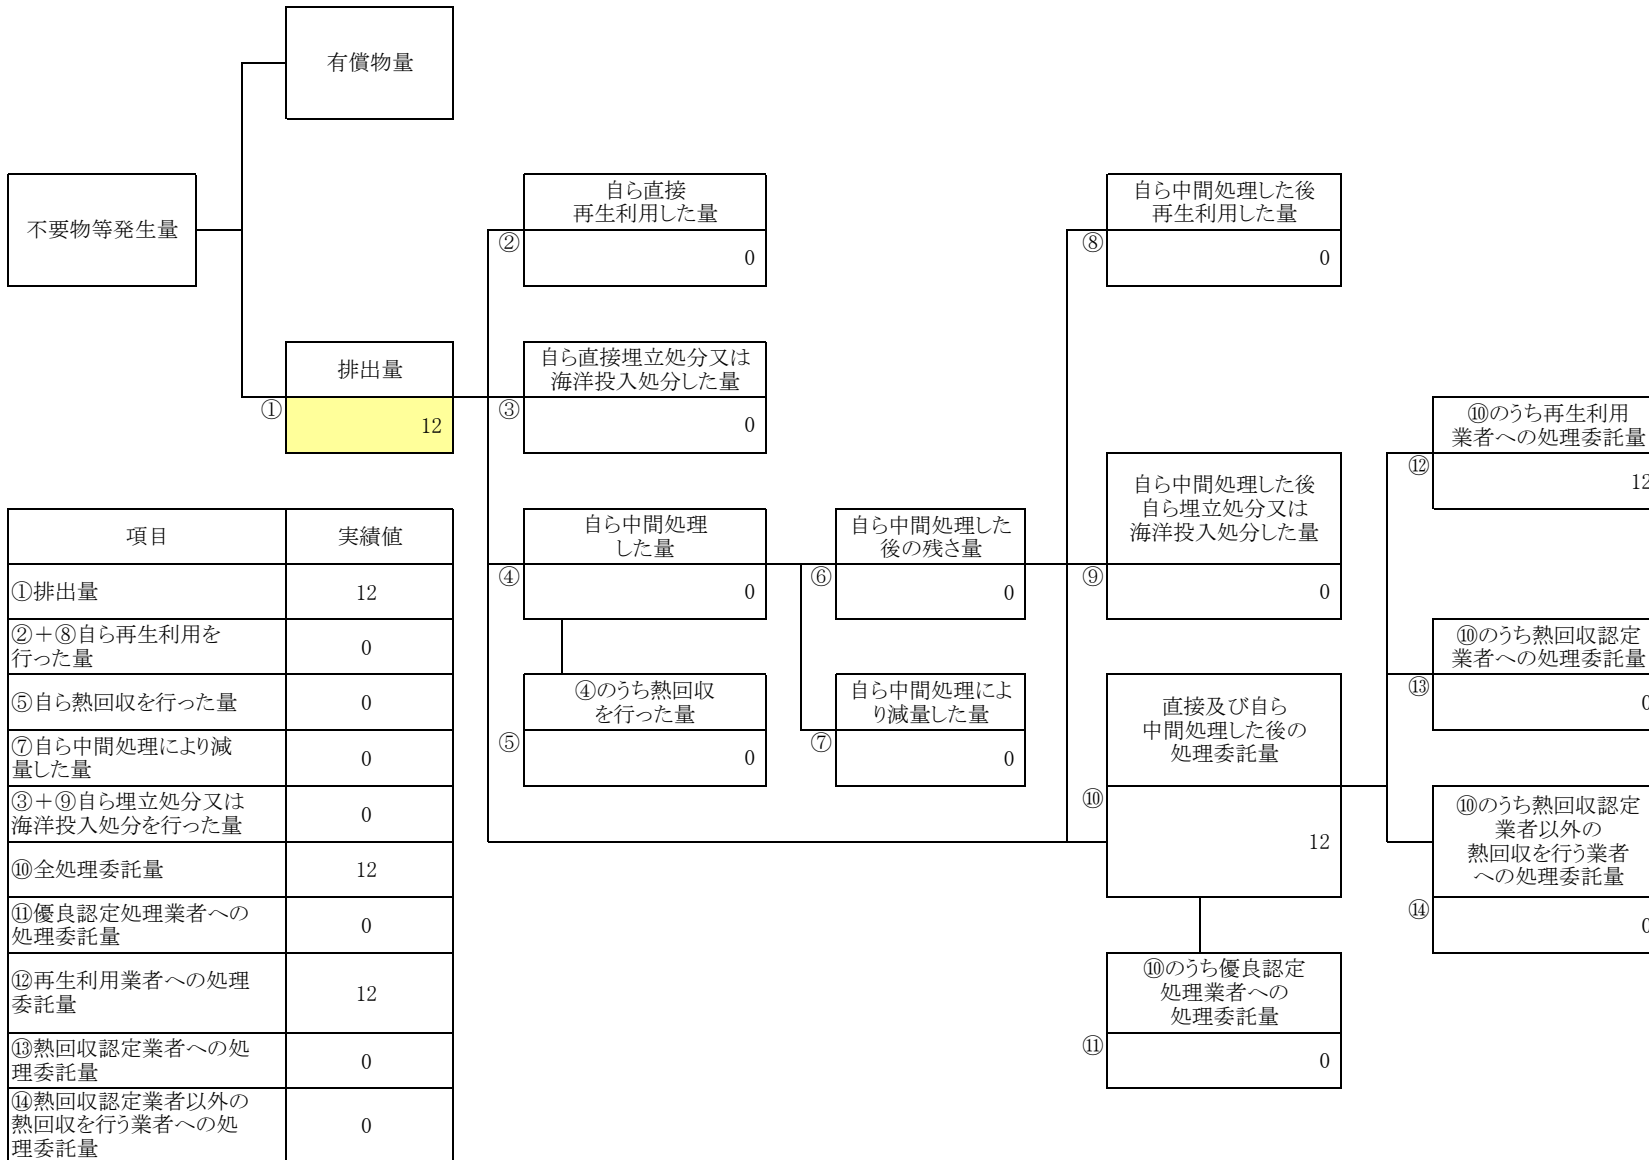 有償物量
不要物等発生量
自ら直接
再生利用した量
②
0
自ら中間処理した後
再生利用した量
⑧
0
排出量
①
12
自ら直接埋立処分又は
海洋投入処分した量
③
0
⑩のうち再生利用
業者への処理委託量
⑫
12
自ら中間処理した後
自ら埋立処分又は
海洋投入処分した量
⑨
0
自ら中間処理
した量
④
0
自ら中間処理した
後の残さ量
⑥
0
⑩のうち熱回収認定
業者への処理委託量
⑬
0
④のうち熱回収
を行った量
⑤
0
自ら中間処理によ
り減量した量
⑦
0
直接及び自ら
中間処理した後の
処理委託量
⑩
12
⑩のうち熱回収認定
業者以外の
熱回収を行う業者
への処理委託量
⑭
0
⑩のうち優良認定
処理業者への
処理委託量
⑪
0
項目 実績値
①排出量 12
②＋⑧自ら再生利用を
行った量 0
⑤自ら熱回収を行った量 0
⑦自ら中間処理により減
量した量 0
③＋⑨自ら埋立処分又は
海洋投入処分を行った量 0
⑩全処理委託量 12
⑪優良認定処理業者への
処理委託量 0
⑫再生利用業者への処理
委託量 12
⑬熱回収認定業者への処
理委託量 0
⑭熱回収認定業者以外の
熱回収を行う業者への処
理委託量 0